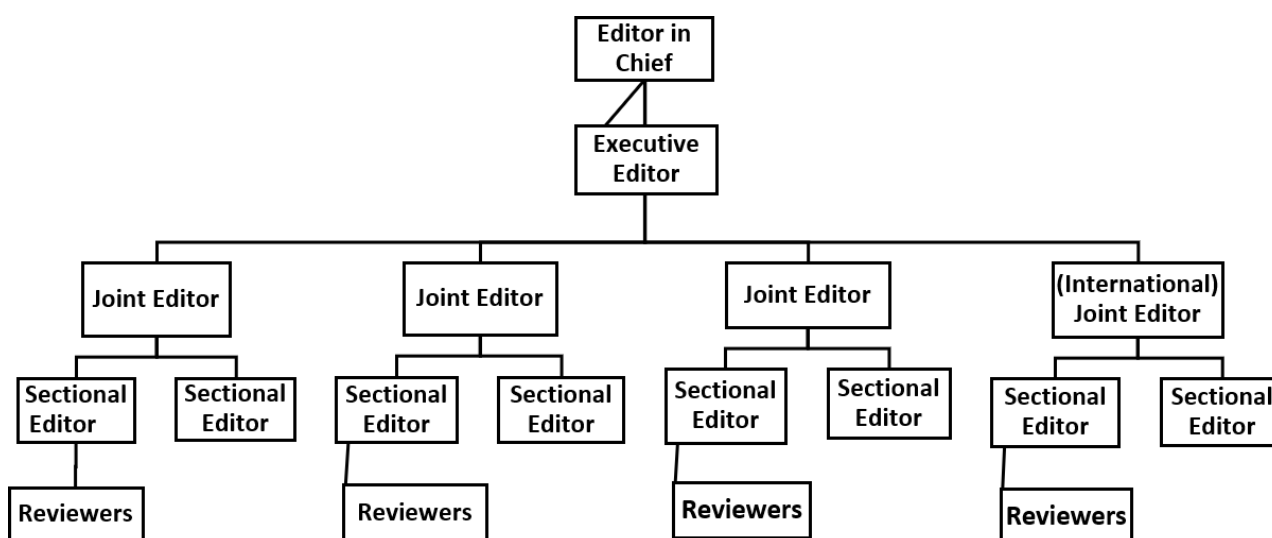 Editor in
Chief
Executive
Editor
Joint Editor
Joint Editor
Joint Editor
(International)
Joint Editor
Sectional
Editor
Sectional
Editor
Sectional
Editor
Sectional
Editor
Sectional
Editor
Sectional
Editor
Sectional
Editor
Sectional
Editor
Reviewers
Reviewers
Reviewers
Reviewers